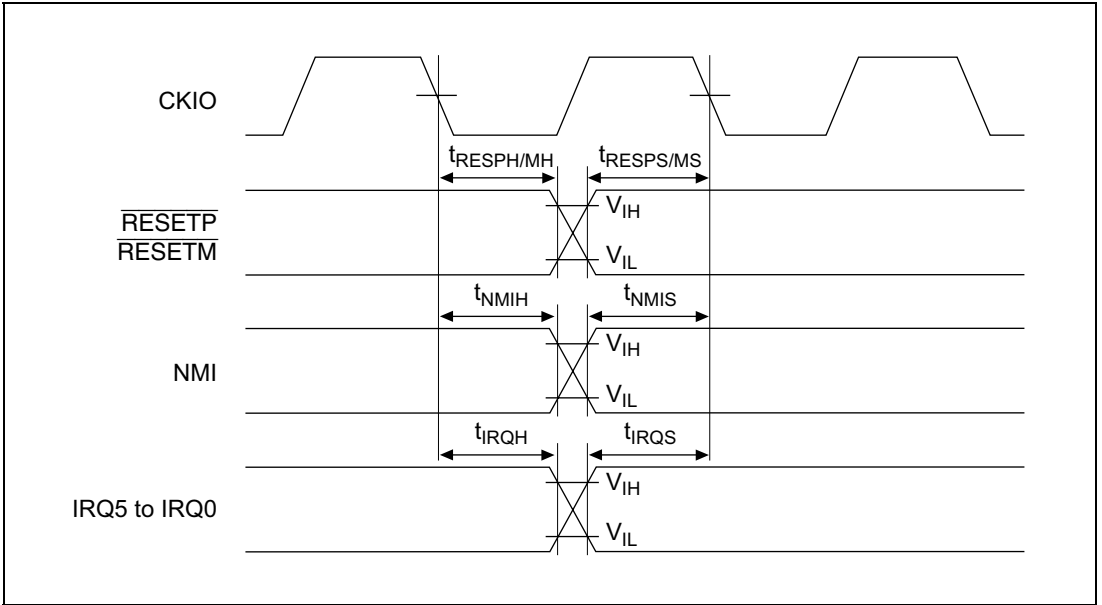 CKIO
tRESPH/MH tRESPS/MS
RESETP
RESETM
VIH
VIL
tNMIH tNMIS
NMI
VIH
VIL
tIRQH tIRQS
IRQ5 to IRQ0
VIH
VIL